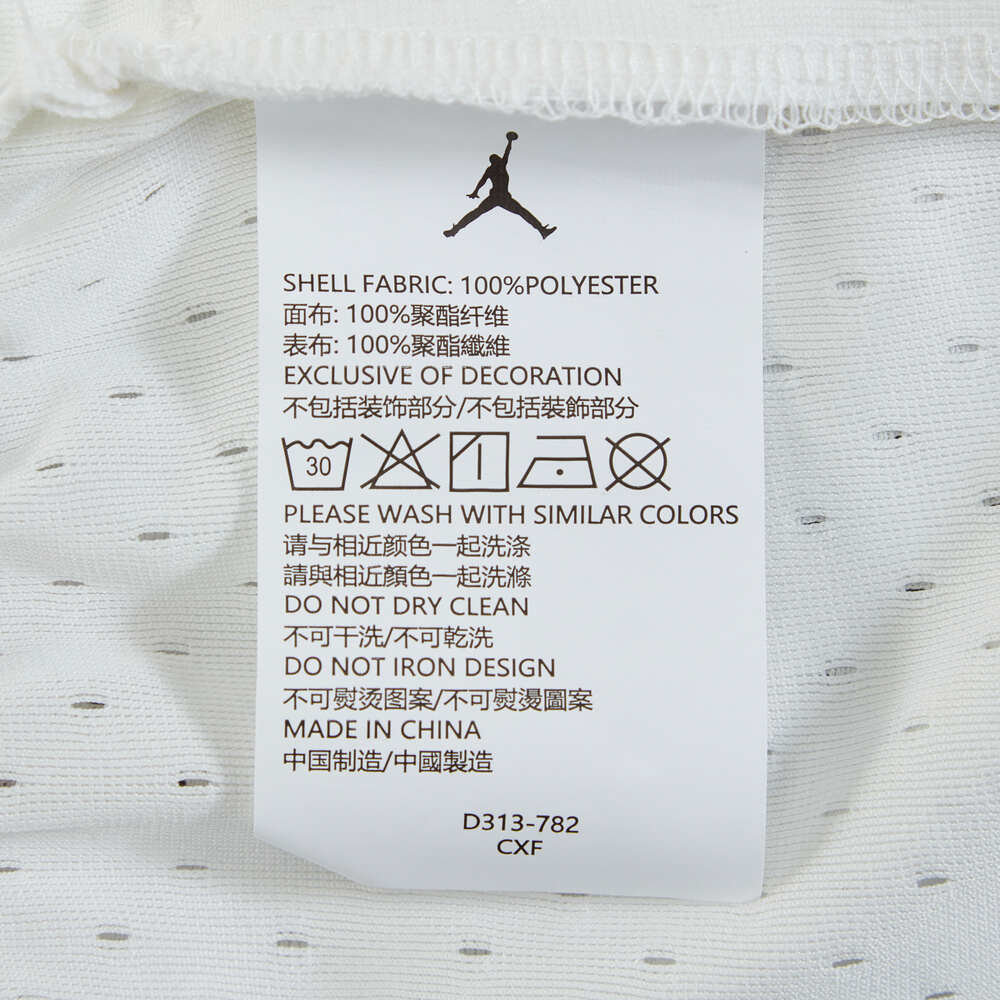 SHELL FABRIC: 100%POLYESTER
面布: 100%聚酯纤维
表布: 100%聚酯纖維
EXCLUSIVE OF DECORATION
不包括装饰部分/不包括裝飾部分
30
PLEASE WASH WITH SIMILAR COLORS
请与相近颜色一起洗涤
請與相近顏色一起洗滌
DO NOT DRY CLEAN
不可干洗/不可乾洗
DO NOT IRON DESIGN
不可熨烫图案/不可熨燙圖案
MADE IN CHINA
中国制造/中國製造
D313-782
CXF